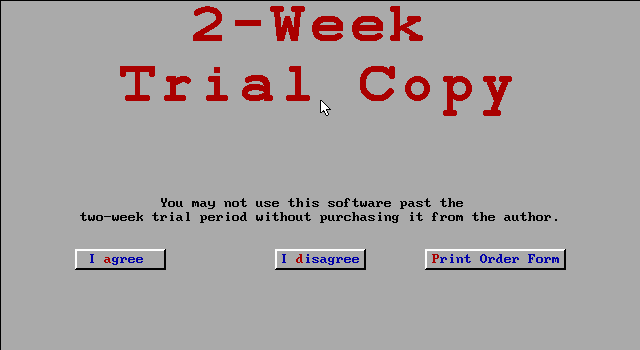 2-Week
Trial Copy
You may not use this software past the
two-week trial period without purchasing it from the author.
I agree
I disagree
Print Order Form